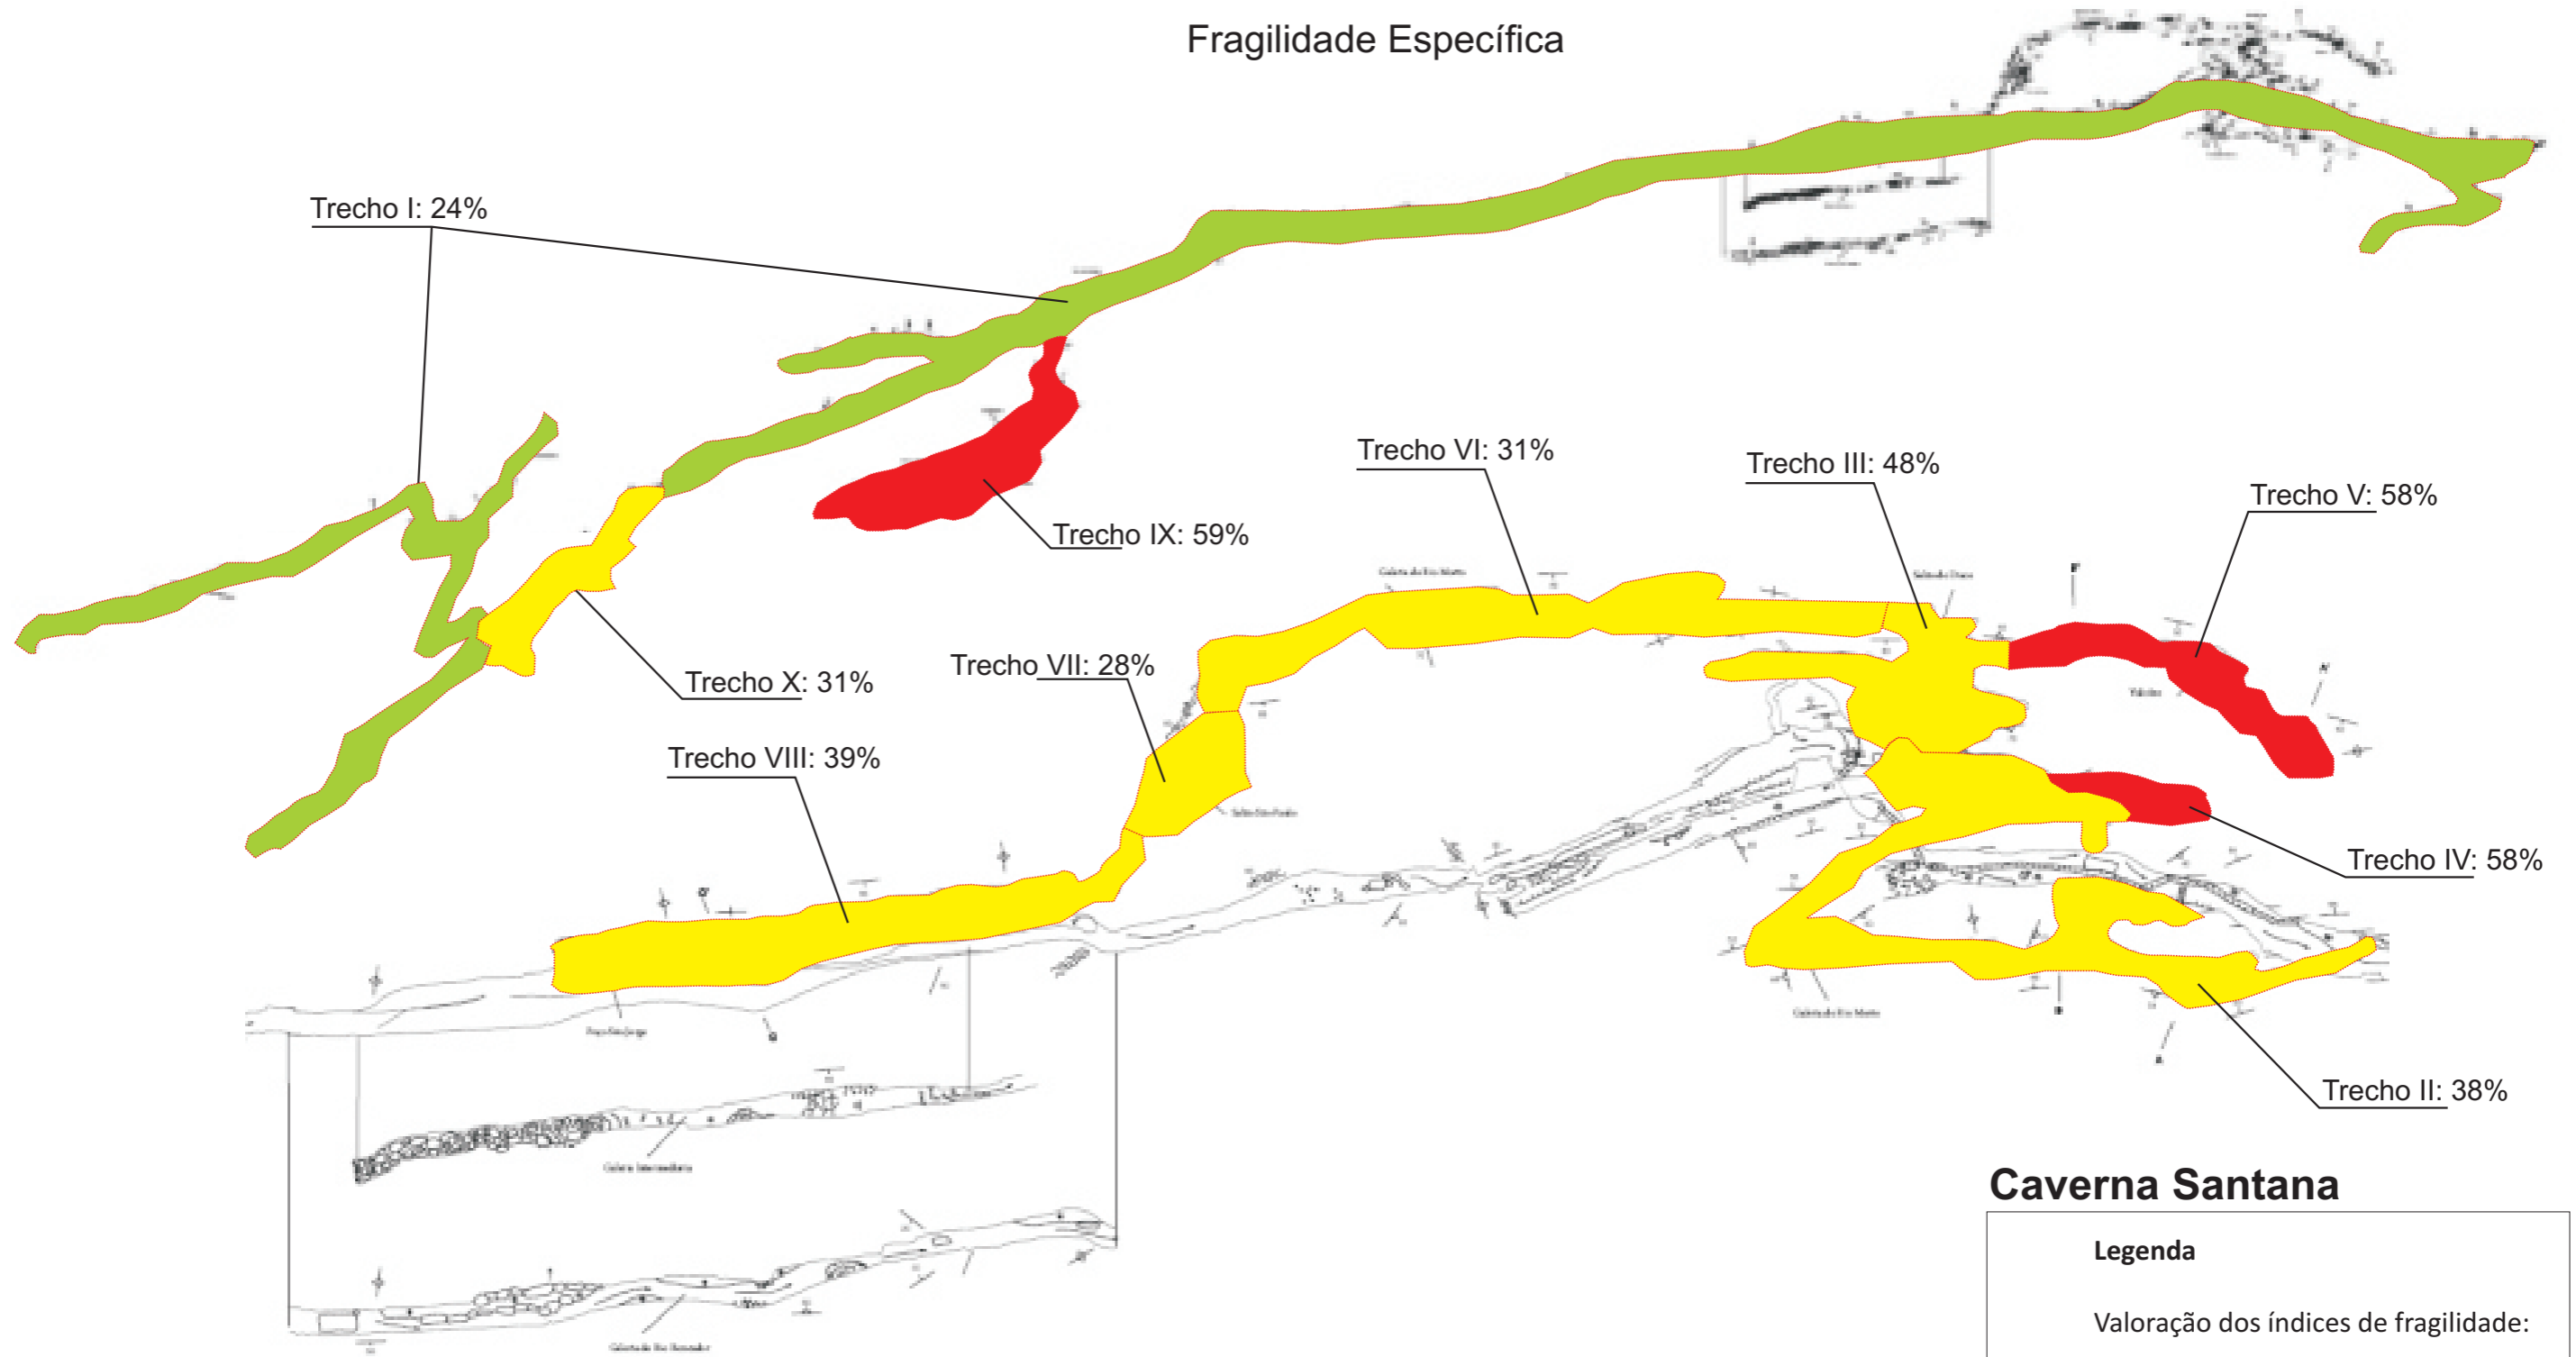 Fragilidade Específica
Trecho I: 24%
Trecho VI: 31%
Trecho III: 48%
Trecho V: 58%
Trecho IX: 59%
Trecho VII: 28%
Trecho X: 31%
Trecho VIII: 39%
Trecho IV: 58%
Trecho II: 38%
Caverna Santana
Legenda
Valoração dos índices de fragilidade: